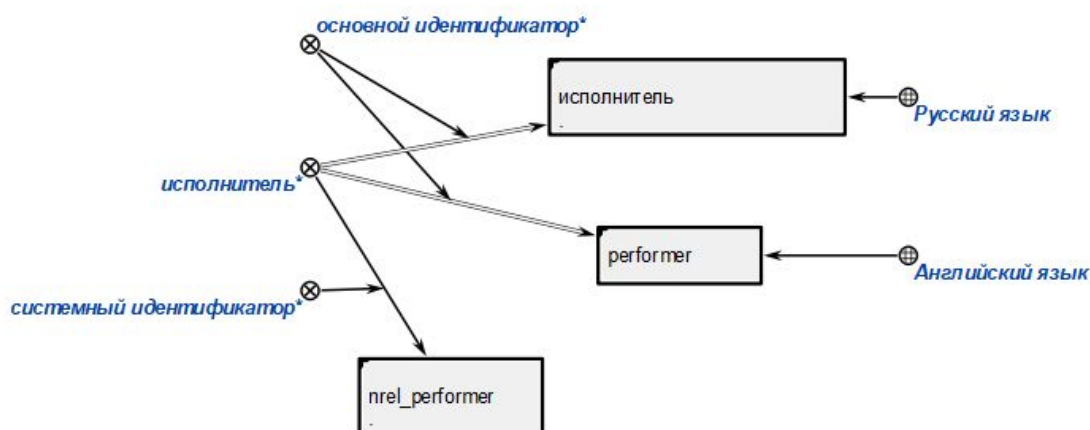 основной идентификатор*
исполнитель
.
Русский язык
исполнитель*
performer
Английский язык
системный идентификатор*
nrel_performer
.